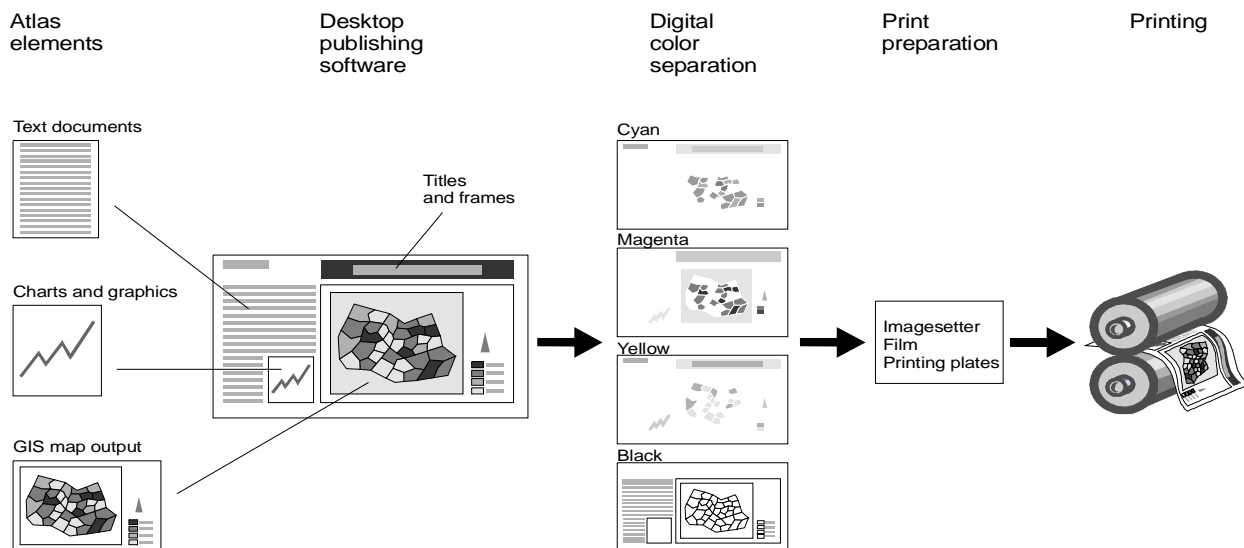 Atlas
elements
Desktop
publishing
software
Digital
color
separation
Print
preparation
Printing
Text documents
Charts and graphics
GIS map output
Titles
and frames
Cyan
Magenta
Yellow
Black
Imagesetter
Film
Printing plates